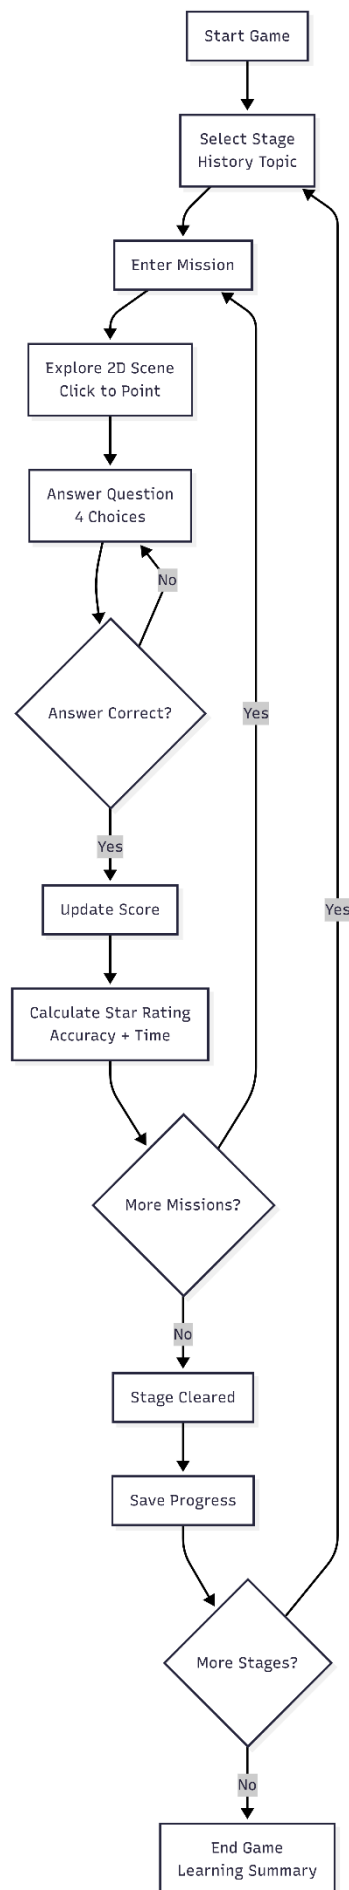 Start Game
Select Stage
History Topic
Enter Mission
Explore 2D Scene
Click to Point
Answer Question
4 Choices
No
Answer Correct?
Yes
Yes
Update Score
Yes
Calculate Star Rating
Accuracy + Time
More Missions?
No
Stage Cleared
Save Progress
More Stages?
No
End Game
Learning Summary